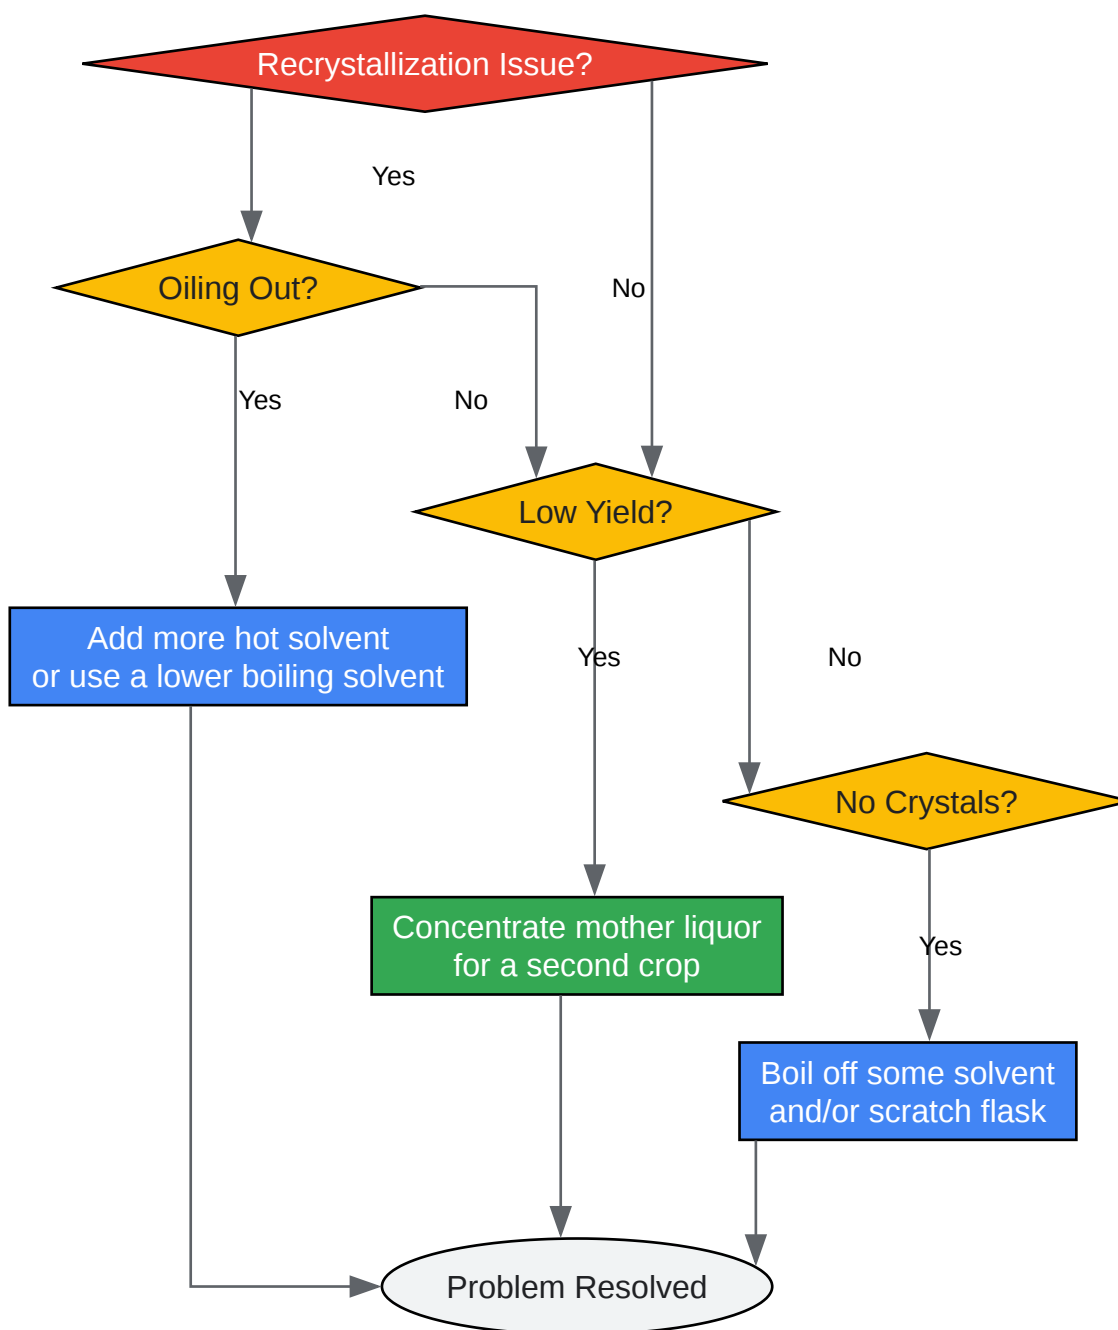 Recrystallization Issue?
Yes
Oiling Out?
No
Yes
No
Low Yield?
Add more hot solvent
or use a lower boiling solvent
Yes
No
No Crystals?
Concentrate mother liquor
for a second crop
Yes
Boil off some solvent
and/or scratch flask
Problem Resolved